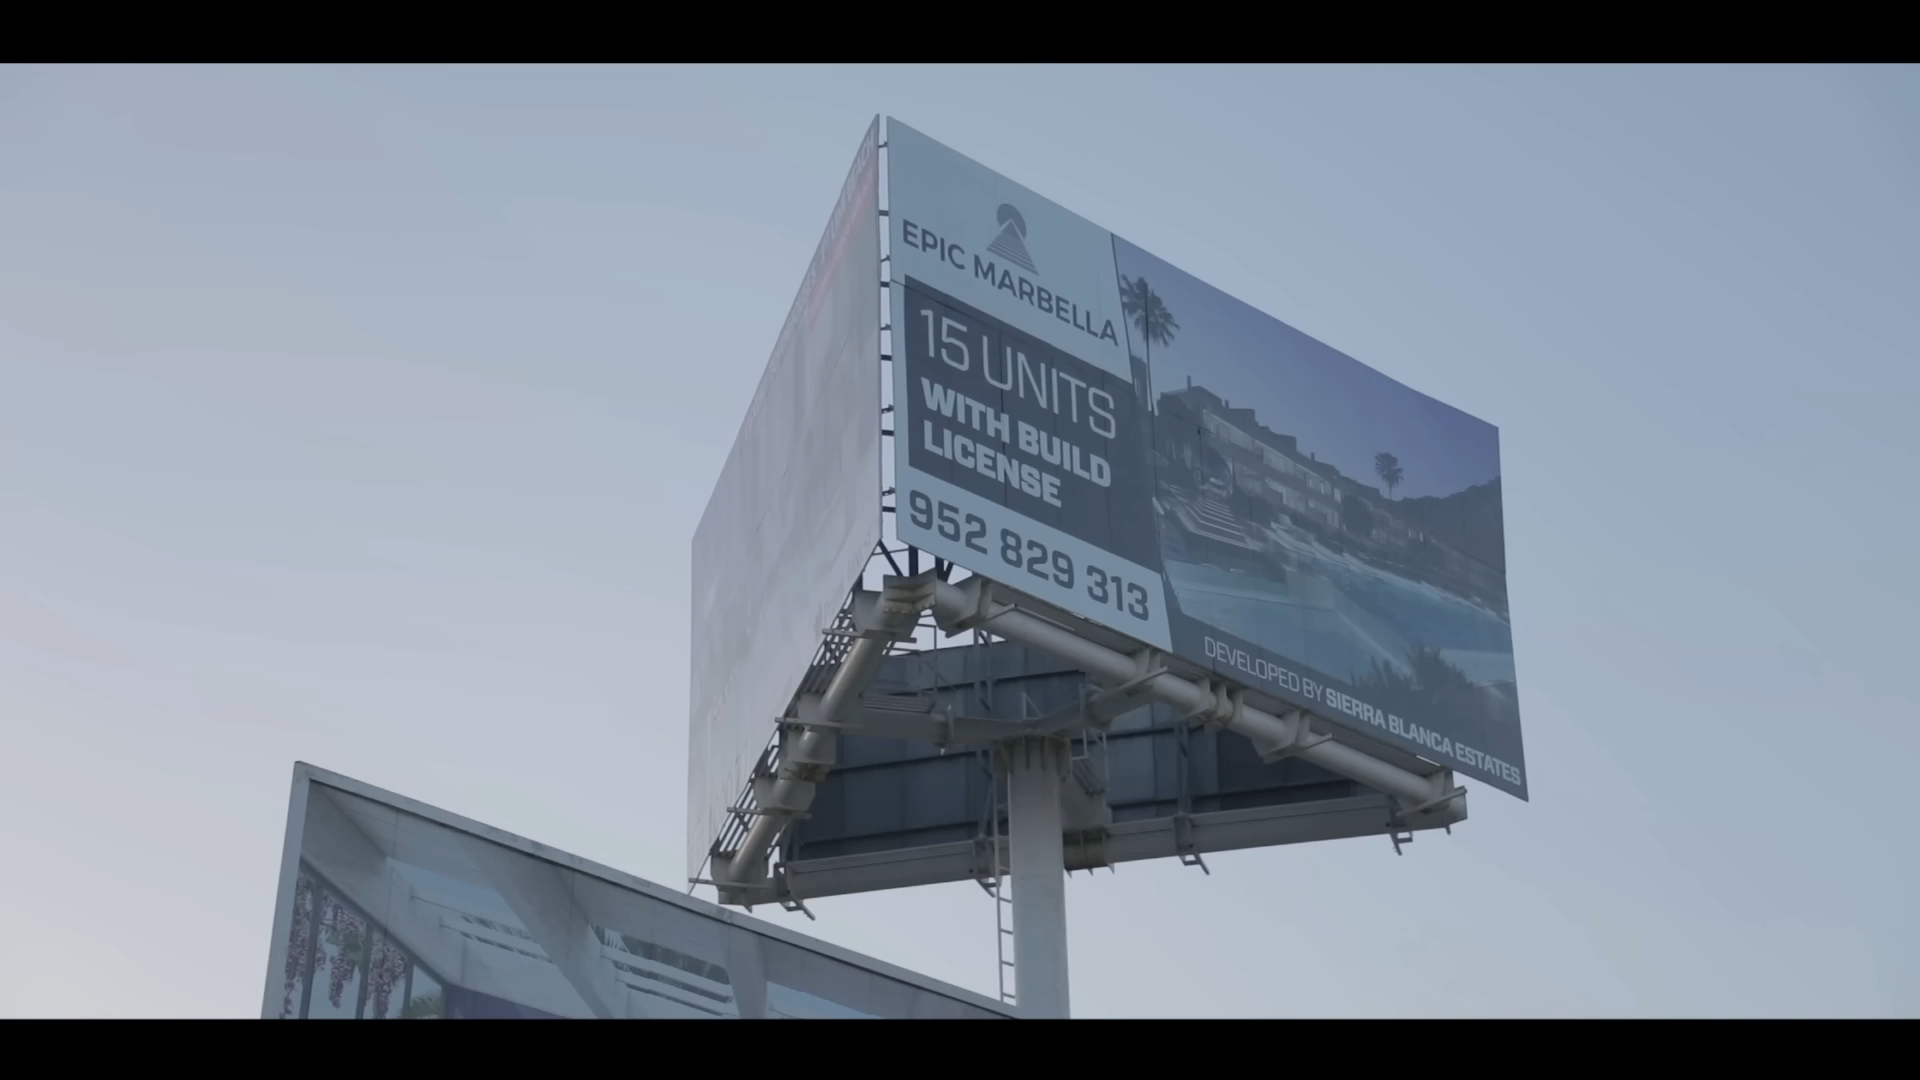 EPIC MARBELLA
15 UNITS
WITH BUILD
LICENSE
952 829 313
DEVELOPED BY SIERRA BLANCA ESTATES